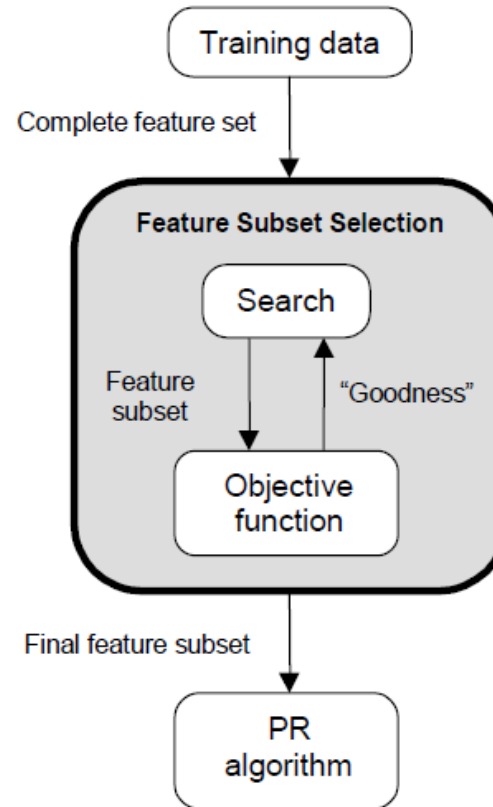 Training data
Complete feature set
Feature Subset Selection
Search
Feature
subset
“Goodness”
Objective
function
Final feature subset
PR
algorithm